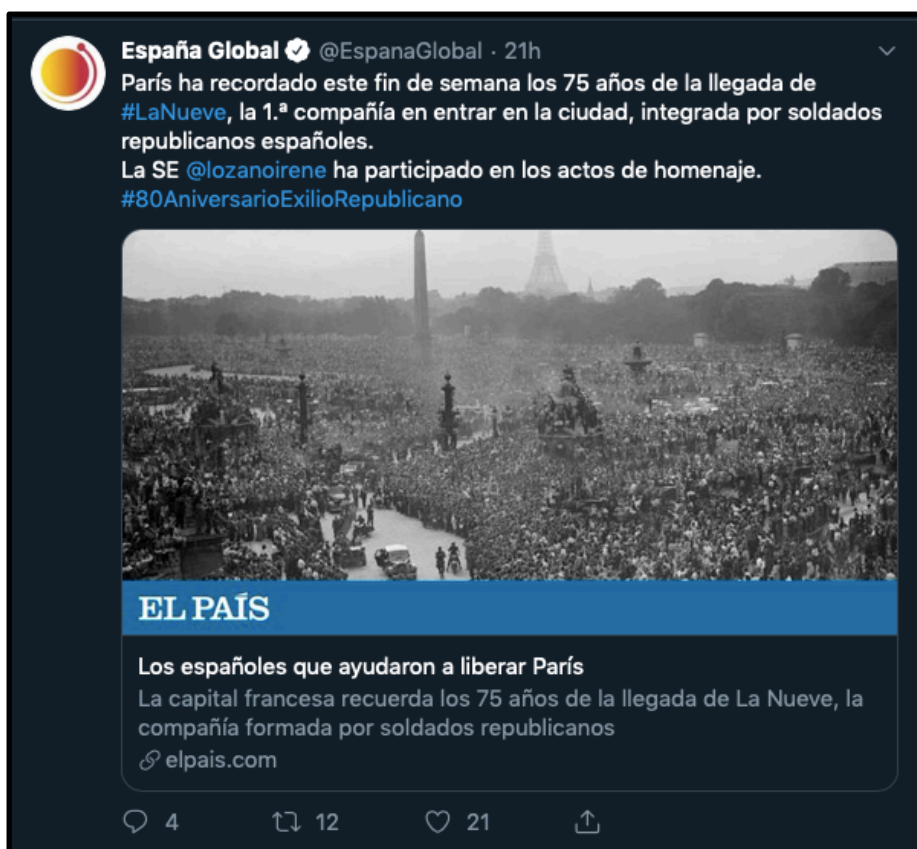 España Global @EspanaGlobal · 21h
París ha recordado este fin de semana los 75 años de la llegada de
#LaNueve, la 1.ª compañía en entrar en la ciudad, integrada por soldados
republicanos españoles.
La SE @lozanoirene ha participado en los actos de homenaje.
#80AniversarioExilioRepublicano
EL PAÍS
Los españoles que ayudaron a liberar París
La capital francesa recuerda los 75 años de la llegada de La Nueve, la
compañía formada por soldados republicanos
elpais.com
4 12 21